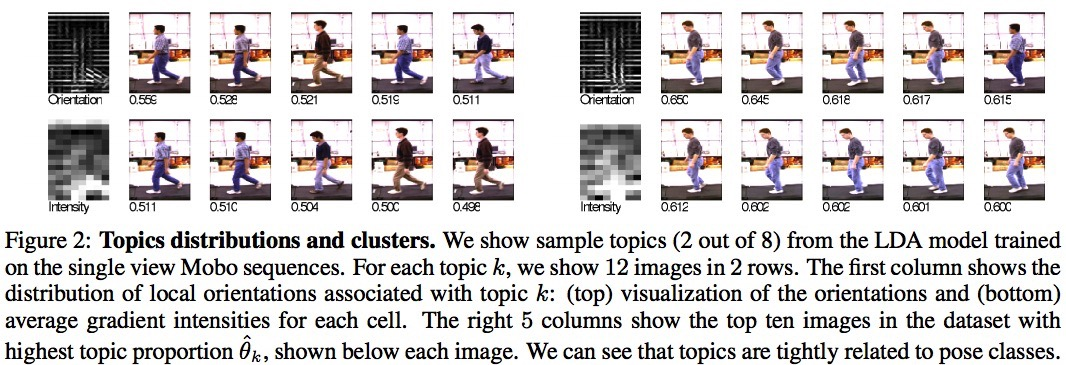 Orientation 0.559 0.528 0.521 0.519 0.511 Orientation 0.650 0.645 0.618 0.617 0.615
Intensity 0.511 0.510 0.504 0.500 0.498 Intensity 0.612 0.602 0.602 0.601 0.600
Figure 2: Topics distributions and clusters. We show sample topics (2 out of 8) from the LDA model trained
on the single view Mobo sequences. For each topic k, we show 12 images in 2 rows. The first column shows the
distribution of local orientations associated with topic k: (top) visualization of the orientations and (bottom)
average gradient intensities for each cell. The right 5 columns show the top ten images in the dataset with
highest topic proportion θ̂ₖ, shown below each image. We can see that topics are tightly related to pose classes.